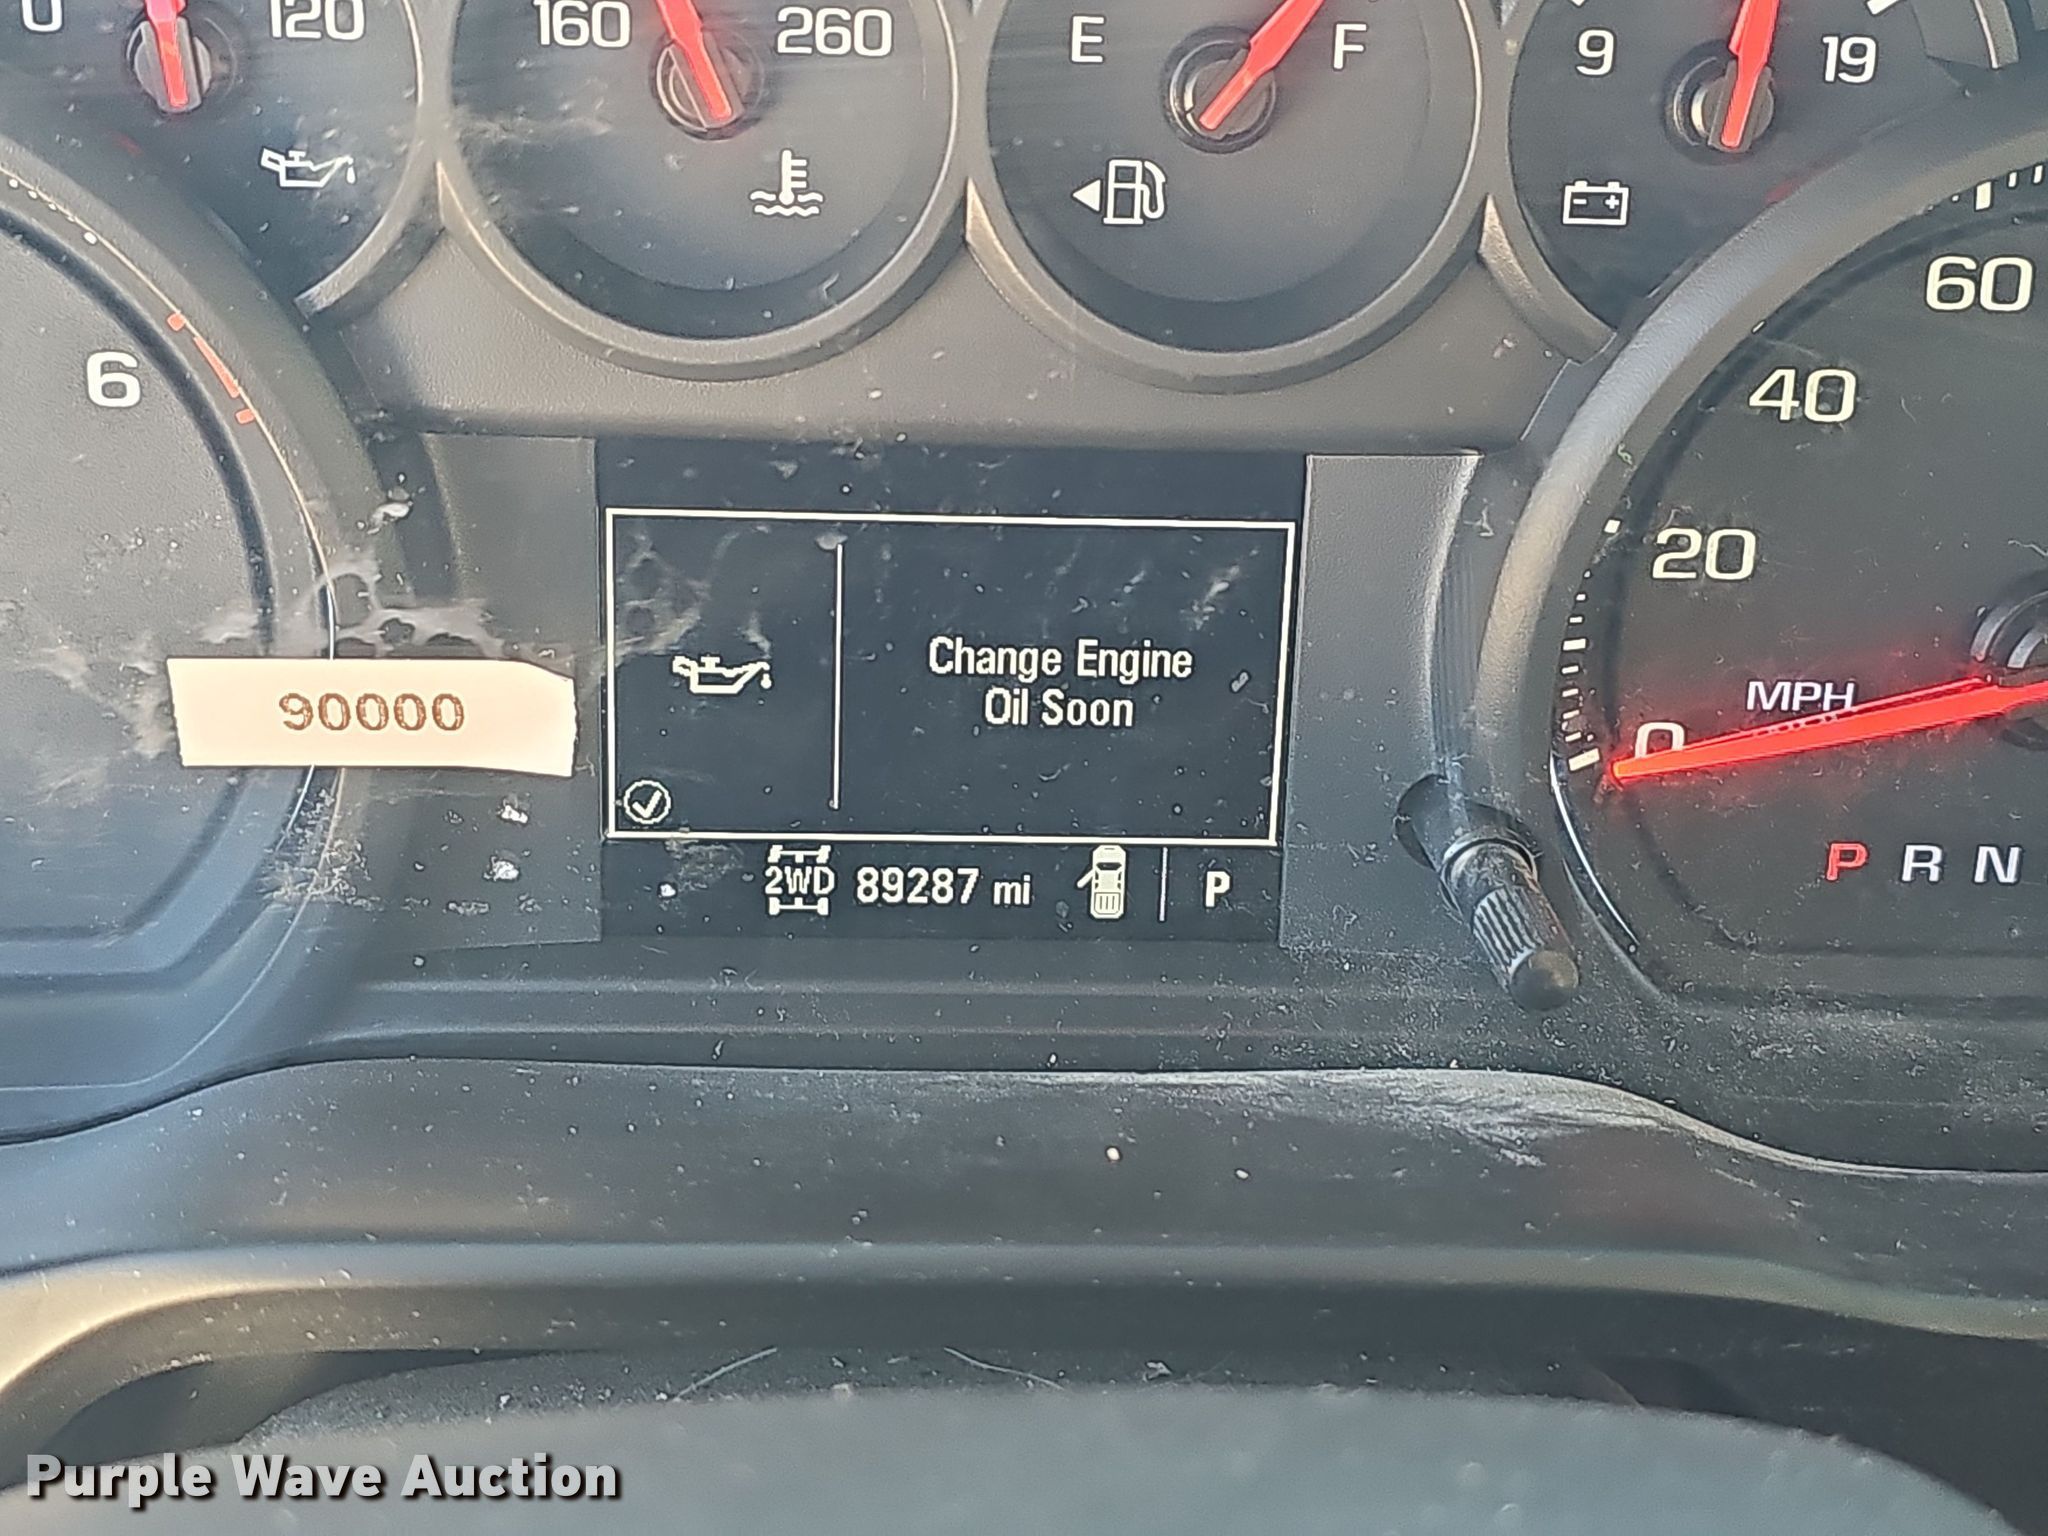 0 120
160 260
E F
9 19
60
6
40
20
Change Engine
Oil Soon
90000
MPH
0
2WD 89287 mi P
P R N
Purple Wave Auction